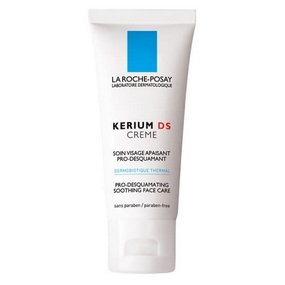 LA ROCHE-POSAY
LABORATOIRE DERMATOLOGIQUE
KERIUM DS
CREME
SOIN VISAGE APAISANT
PRO-DESQUAMANT
DERMOBIOTIQUE THERMAL
PRO-DESQUAMATING
SOOTHING FACE CARE
sans paraben / paraben-free